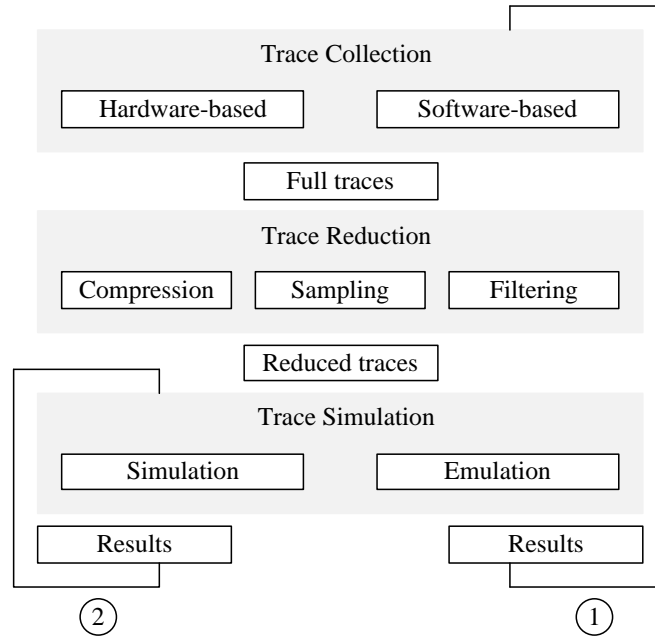 Trace Collection
Hardware-based Software-based
Full traces
Trace Reduction
Compression Sampling Filtering
Reduced traces
Trace Simulation
Simulation Emulation
Results Results
2 1